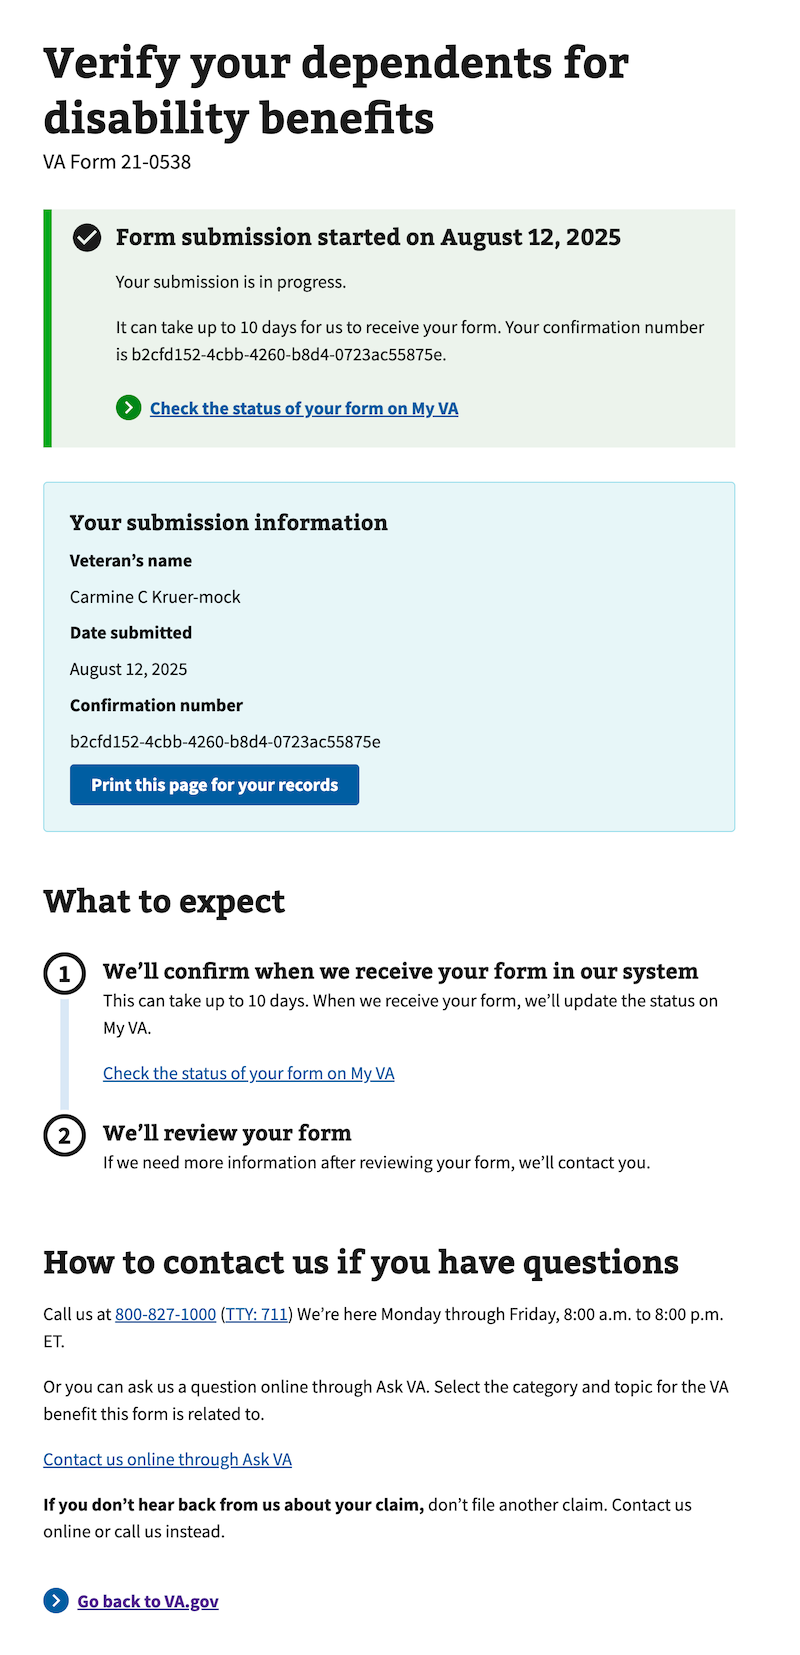 Verify your dependents for
disability benefits
VA Form 21-0538
Form submission started on August 12, 2025
Your submission is in progress.
It can take up to 10 days for us to receive your form. Your confirmation number
is b2cfd152-4cbb-4260-b8d4-0723ac55875e.
Check the status of your form on My VA
Your submission information
Veteran’s name
Carmine C Kruer-mock
Date submitted
August 12, 2025
Confirmation number
b2cfd152-4cbb-4260-b8d4-0723ac55875e
Print this page for your records
What to expect
1 We’ll confirm when we receive your form in our system
This can take up to 10 days. When we receive your form, we’ll update the status on
My VA.
Check the status of your form on My VA
2 We’ll review your form
If we need more information after reviewing your form, we’ll contact you.
How to contact us if you have questions
Call us at 800-827-1000 (TTY: 711) We’re here Monday through Friday, 8:00 a.m. to 8:00 p.m.
ET.
Or you can ask us a question online through Ask VA. Select the category and topic for the VA
benefit this form is related to.
Contact us online through Ask VA
If you don’t hear back from us about your claim, don’t file another claim. Contact us
online or call us instead.
Go back to VA.gov